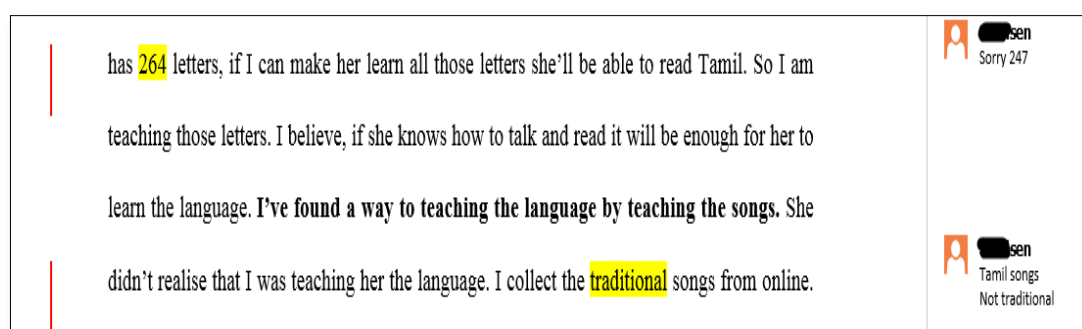 has 264 letters, if I can make her learn all those letters she’ll be able to read Tamil. So I am
teaching those letters. I believe, if she knows how to talk and read it will be enough for her to
learn the language. I’ve found a way to teaching the language by teaching the songs. She
didn’t realise that I was teaching her the language. I collect the traditional songs from online.
sen
Sorry 247
sen
Tamil songs
Not traditional